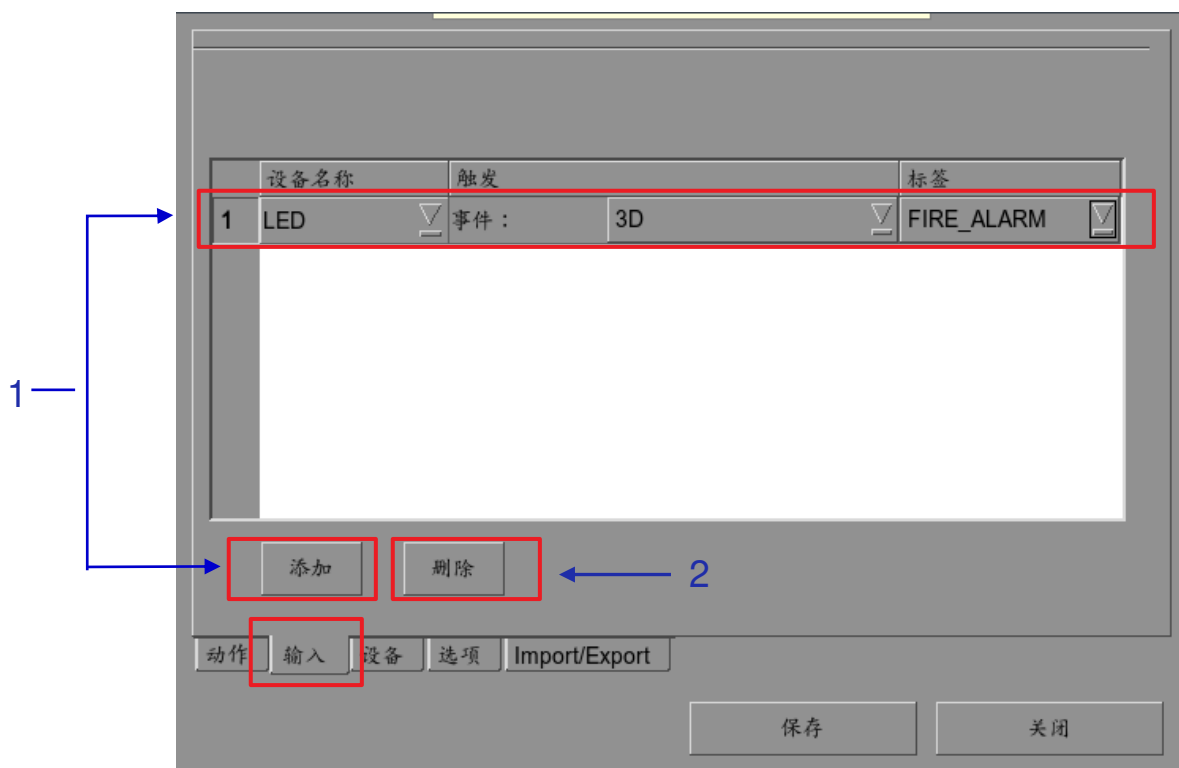 设备名称 触发 标签
1 LED 事件： 3D FIRE_ALARM
1
添加 删除 2
动作 输入 设备 选项 Import/Export
保存 关闭